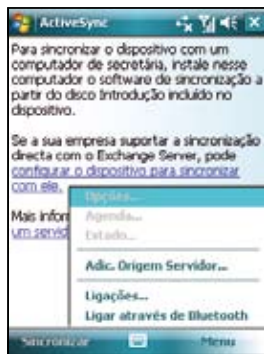 ActiveSync
Para sincronizar o dispositivo com um
computador de secretária, instale nesse
computador o software de sincronização a
partir do disco Introdução incluído no
dispositivo.
Se a sua empresa suportar a sincronização
directa com o Exchange Server, pode
configurar o dispositivo para sincronizar
com ele.
Mais infor
um servid
Opções...
Agenda...
Estado...
Adic. Origem Servidor...
Ligações...
Ligar através de Bluetooth
Sincronizar
Menu